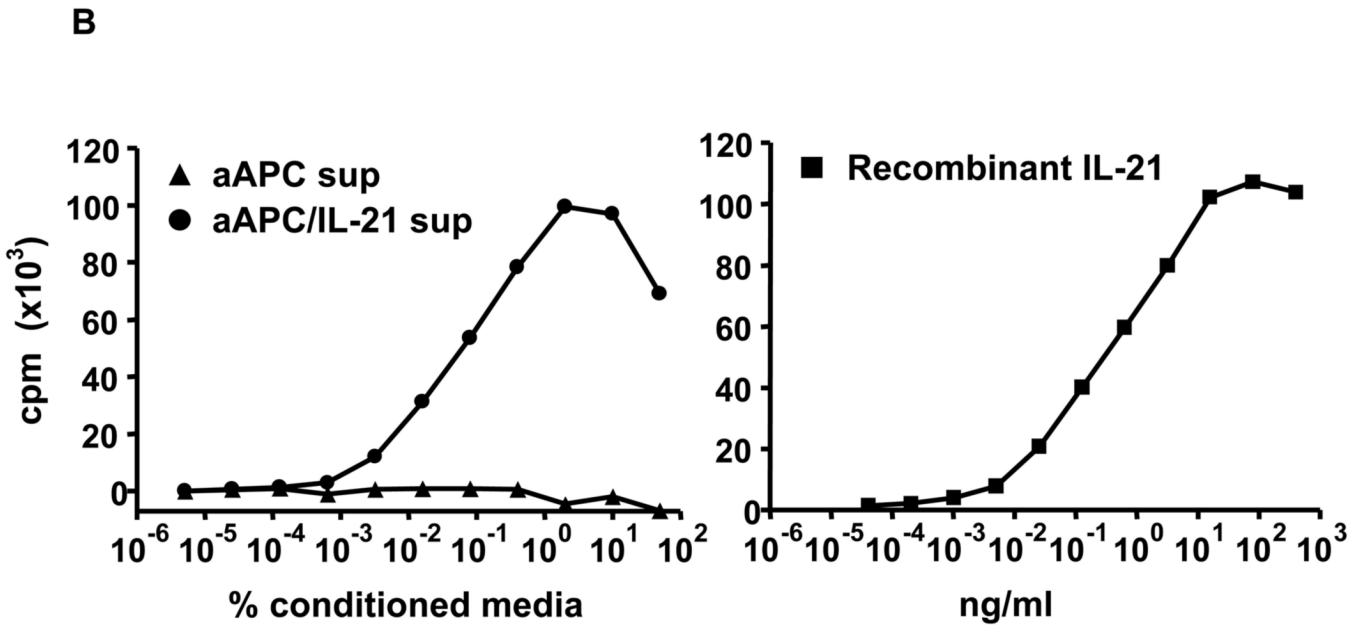 B
120
100
80
60
40
20
0
cpm (x10³)
aAPC sup
aAPC/IL-21 sup
10⁻⁶ 10⁻⁵ 10⁻⁴ 10⁻³ 10⁻² 10⁻¹ 10⁰ 10¹ 10²
% conditioned media
120
100
80
60
40
20
0
Recombinant IL-21
10⁻⁶ 10⁻⁵ 10⁻⁴ 10⁻³ 10⁻² 10⁻¹ 10⁰ 10¹ 10² 10³
ng/ml